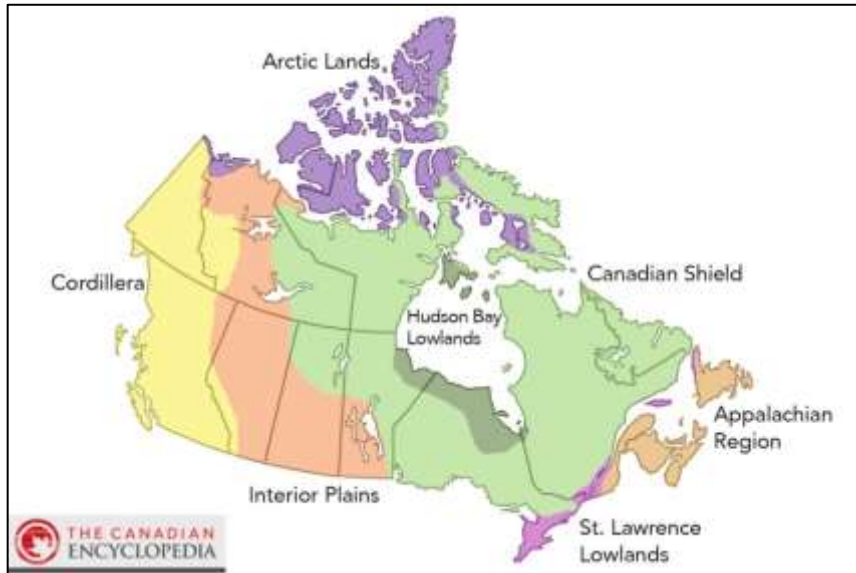 Arctic Lands
Cordillera
Canadian Shield
Hudson Bay
Lowlands
Appalachian
Region
Interior Plains
St. Lawrence
Lowlands
THE CANADIAN
ENCYCLOPEDIA